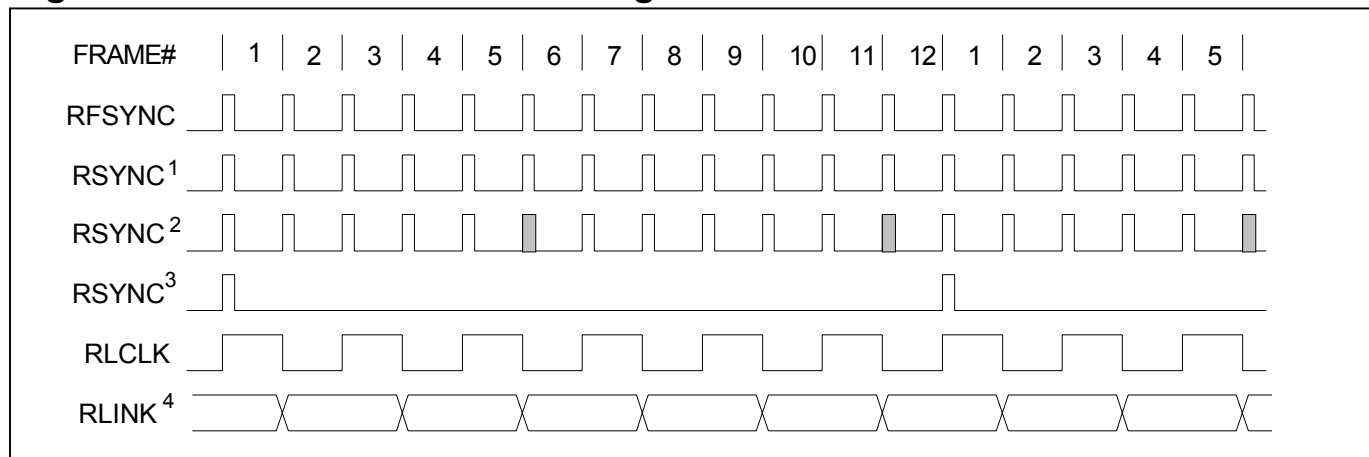 FRAME# 1 2 3 4 5 6 7 8 9 10 11 12 1 2 3 4 5
RFSYNC
RSYNC1
RSYNC2
RSYNC3
RLCLK
RLINK4